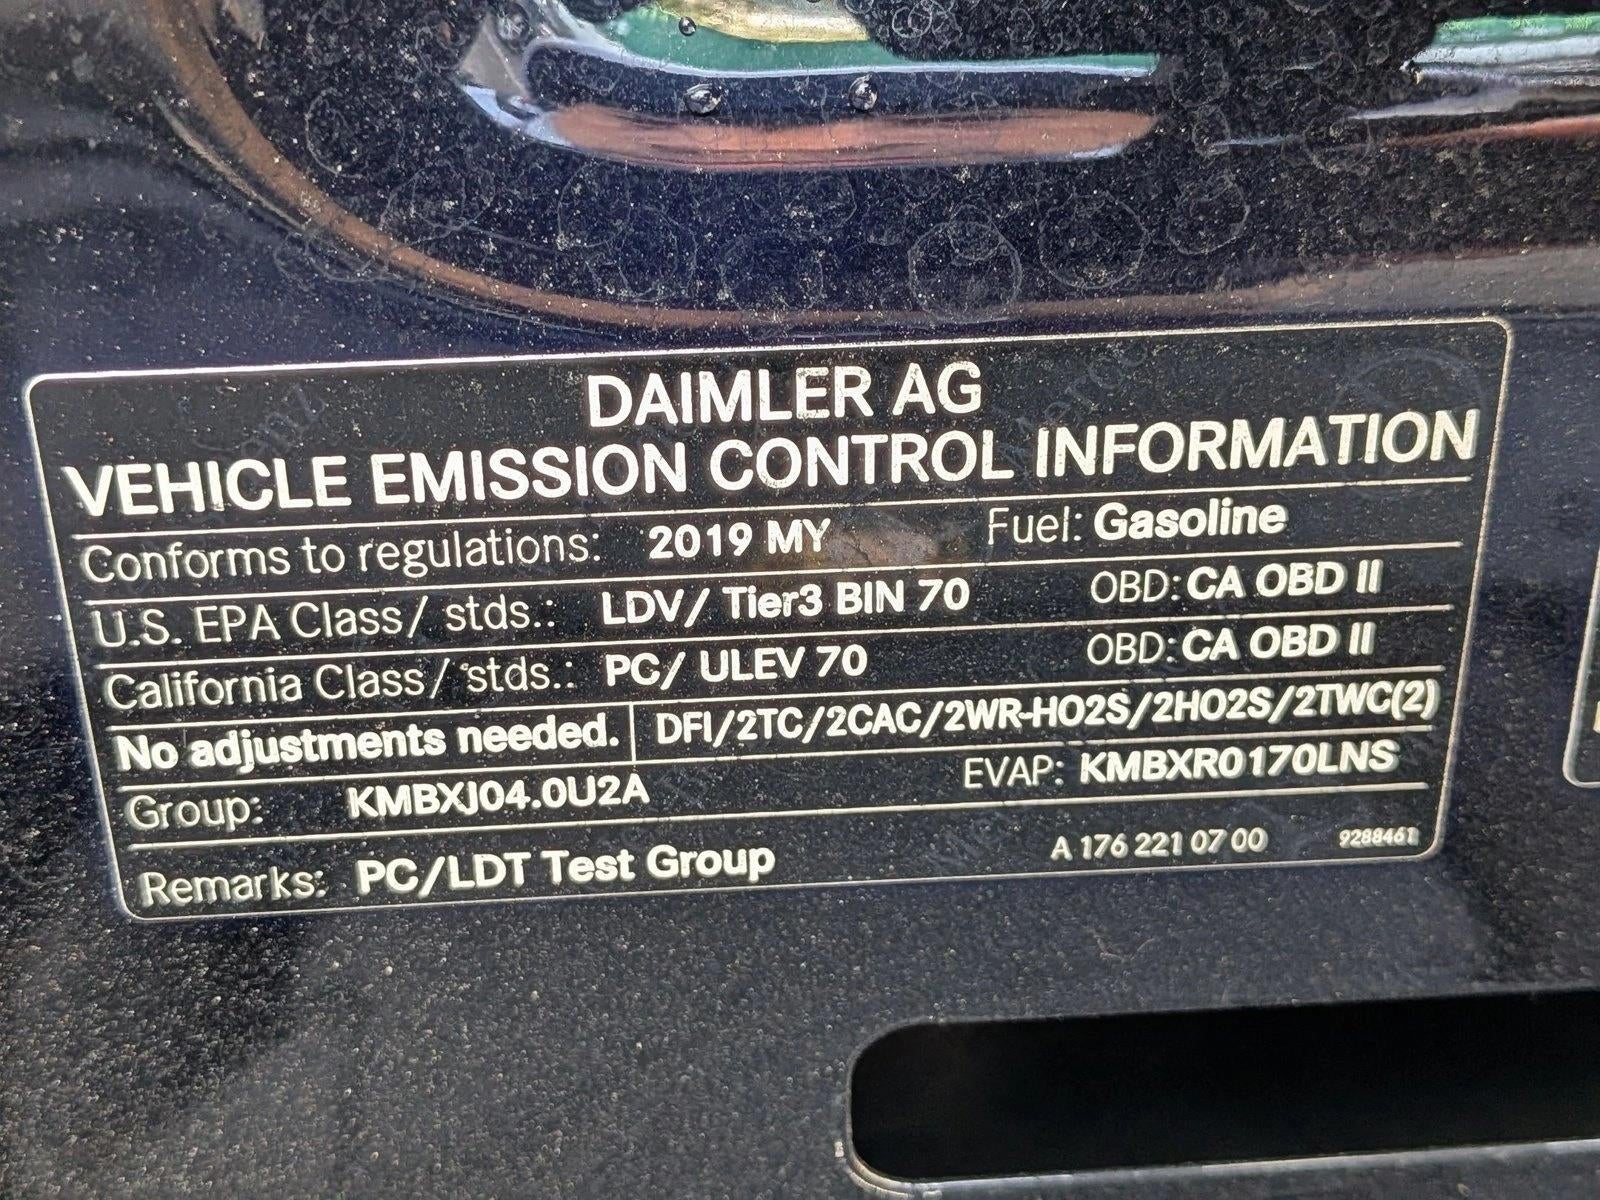 DAIMLER AG
VEHICLE EMISSION CONTROL INFORMATION
Conforms to regulations: 2019 MY Fuel: Gasoline
U.S. EPA Class/ stds.: LDV/ Tier3 BIN 70 OBD: CA OBD II
California Class/ stds.: PC/ ULEV 70 OBD: CA OBD II
No adjustments needed. DFI/2TC/2CAC/2WR-HO2S/2HO2S/2TWC(2)
Group: KMBXJ04.0U2A EVAP: KMBXR0170LNS
Remarks: PC/LDT Test Group A 176 221 07 00 9288461